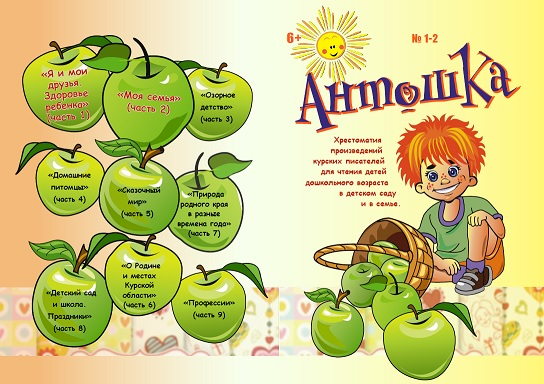 «Я и мои
друзья.
Здоровье
ребенка»
(часть 1)
«Моя семья»
(часть 2)
«Озорное
детство»
(часть 3)
«Домашние
питомцы»
(часть 4)
«Сказочный
мир»
(часть 5)
«Природа
родного края
в разные
времена года»
(часть 7)
«Детский сад
и школа.
Праздники»
(часть 8)
«О Родине
и местах
Курской
области»
(часть 6)
«Профессии»
(часть 9)
6+
№ 1-2
Антошка
Хрестоматия
произведений
курских писателей
для чтения детей
дошкольного возраста
в детском саду
и в семье.